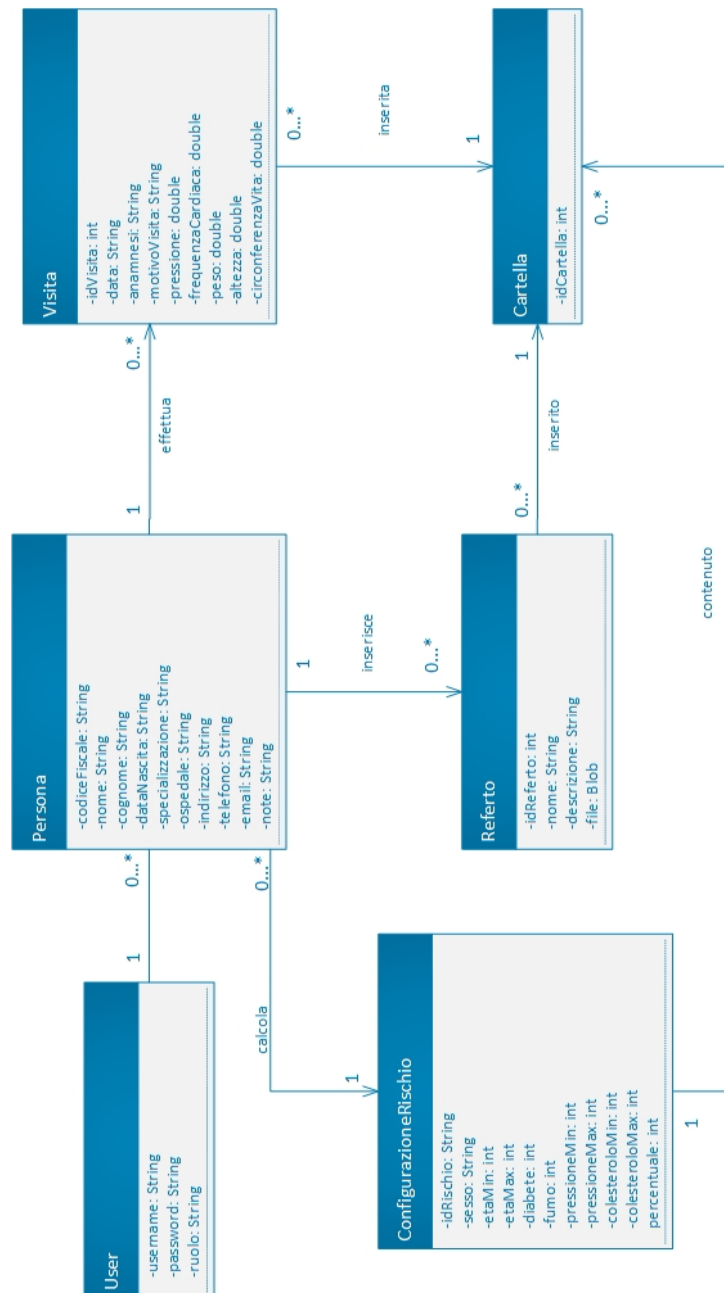 User
-username: String
-password: String
-ruolo: String
1
0...*
Persona
-codiceFiscale: String
-nome: String
-cognome: String
-dataNascita: String
-specializzazione: String
-ospedale: String
-indirizzo: String
-telefono: String
-email: String
-note: String
1
effettua
0...*
Visita
-idVisita: int
-data: String
-anamnesi: String
-motivoVisita: String
-pressione: double
-frequenzaCardiaca: double
-peso: double
-altezza: double
-circonferenzaVita: double
0...*
calcola
1
1
inserisce
0...*
0...*
inserita
1
ConfigurazioneRischio
-idRischio: String
-sesso: String
-etaMin: int
-etaMax: int
-diabete: int
-fumo: int
-pressioneMin: int
-pressioneMax: int
-colesteroloMin: int
-colesteroloMax: int
percentuale: int
Referto
-idReferto: int
-nome: String
-descrizione: String
-file: Blob
0...*
inserito
1
Cartella
-idCartella: int
1
contenuto
0...*